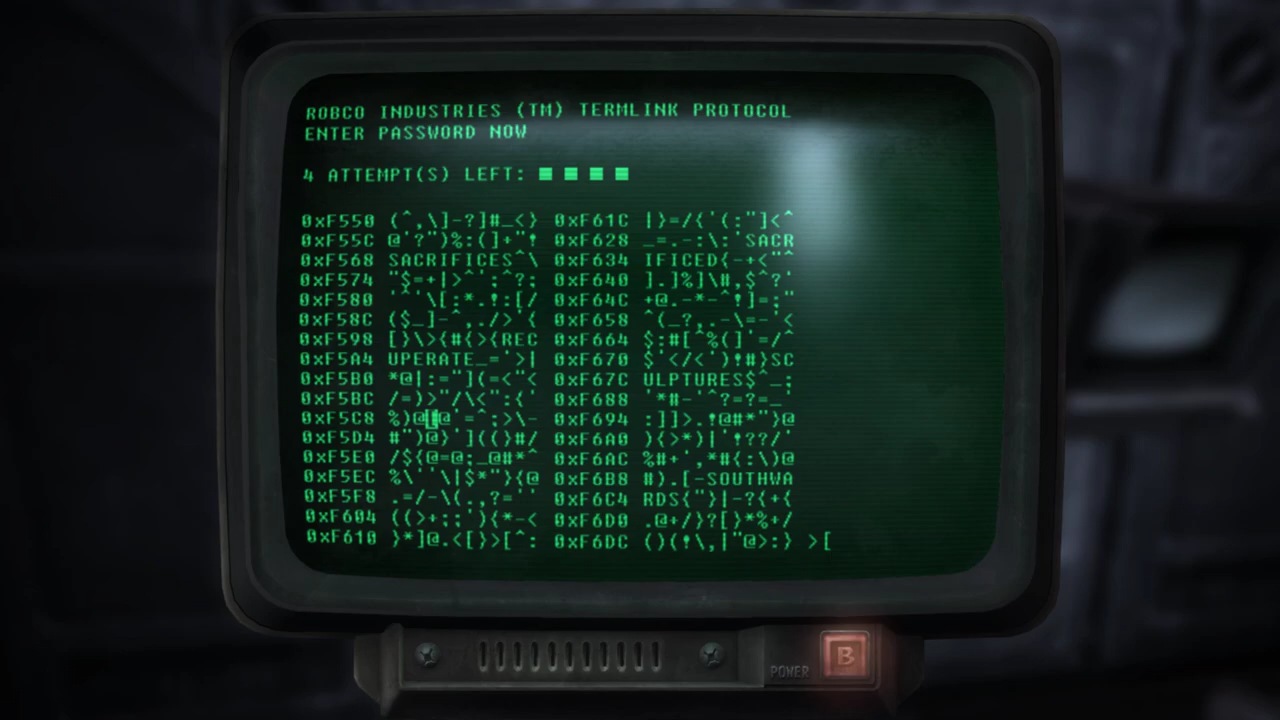 ROBCO INDUSTRIES (TM) TERMLINK PROTOCOL
ENTER PASSWORD NOW
4 ATTEMPT(S) LEFT: ■ ■ ■ ■
0xF550 (^,\]-?]#_<} 0xF61C |}=/{'(:"]<^
0xF55C @'?")%:(]+"! 0xF628 _=.-:\:'SACR
0xF568 SACRIFICES^\ 0xF634 IFICED{-+<"^
0xF574 "$=+|>^':^?; 0xF640 ].]%]\#,$^?'
0xF580 '^'\[:*.!:[/ 0xF64C +@.-*-^!]=;"
0xF58C ($_]-^,./>'{ 0xF658 ^(_?,.-\=-'<
0xF598 [}\>{#{>{REC 0xF664 $:#[^%(]'=/^
0xF5A4 UPERATE_='>| 0xF670 $'</<')!#}SC
0xF5B0 *@|:="](=<"< 0xF67C ULPTURES$^_;
0xF5BC /=)>"/\<":{' 0xF688 '*#-'^?=?=_'
0xF5C8 %)@[@'=^;>\- 0xF694 :]]>.!@#*"}@
0xF5D4 #")@}']((}#/ 0xF6A0 ){>*)|'!??/'
0xF5E0 /${@=@;_@#*^ 0xF6AC %#+',*#{:\)@
0xF5EC %\''\|$*"}{@ 0xF6B8 #).[-SOUTHWA
0xF5F8 .=/-\(.,?='' 0xF6C4 RDS{"}|-?{+{
0xF604 ((>+;;'){*-< 0xF6D0 .@+/}?[}*%+/
0xF610 }*]@.<[}>[^: 0xF6DC ()(!\,|"@>:} >[
POWER
B